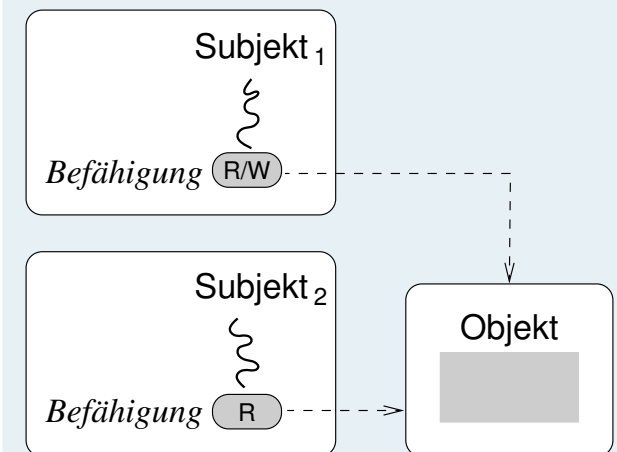 Subjekt 1
Befähigung R/W
Subjekt 2
Objekt
Befähigung R